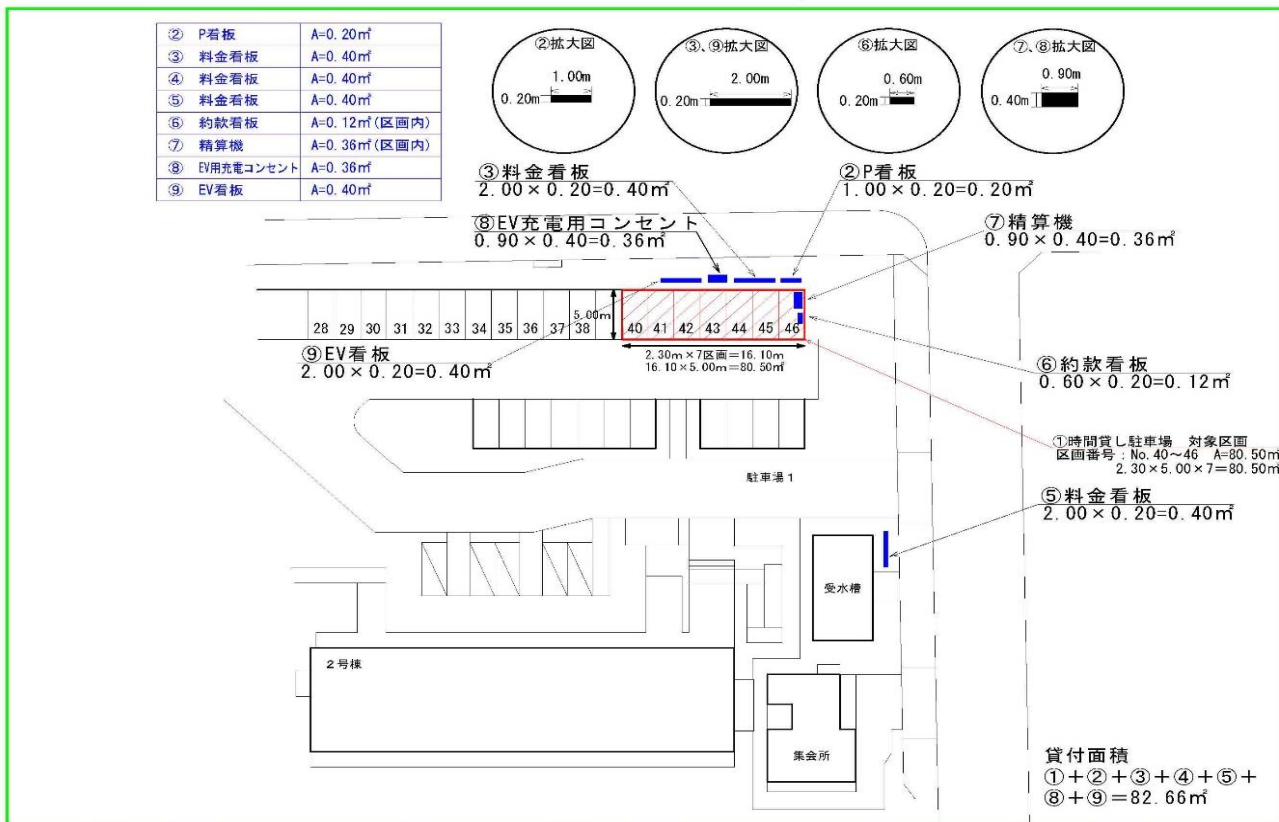 ② P看板 A=0.20㎡
③ 料金看板 A=0.40㎡
④ 料金看板 A=0.40㎡
⑤ 料金看板 A=0.40㎡
⑥ 約款看板 A=0.12㎡(区画内)
⑦ 精算機 A=0.36㎡(区画内)
⑧ EV用充電コンセント A=0.36㎡
⑨ EV看板 A=0.40㎡
②拡大図
1.00m
0.20m
③、⑨拡大図
2.00m
0.20m
⑥拡大図
0.60m
0.20m
⑦、⑧拡大図
0.90m
0.40m
③料金看板
2.00×0.20=0.40㎡
②P看板
1.00×0.20=0.20㎡
⑧EV充電用コンセント
0.90×0.40=0.36㎡
⑦精算機
0.90×0.40=0.36㎡
5.00m
28 29 30 31 32 33 34 35 36 37 38 40 41 42 43 44 45 46
2.30m×7区画=16.10m
16.10×5.00m=80.50㎡
⑨EV看板
2.00×0.20=0.40㎡
⑥約款看板
0.60×0.20=0.12㎡
①時間貸し駐車場 対象区画
区画番号：No.40～46 A=80.50㎡
2.30×5.00×7=80.50㎡
駐車場1
⑤料金看板
2.00×0.20=0.40㎡
受水槽
2号棟
集会所
貸付面積
①+②+③+④+⑤+
⑧+⑨=82.66㎡